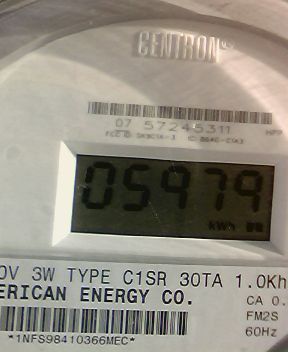 CENTRON®
07 57245311
05979
kWh
0V 3W TYPE C1SR 30TA 1.0Kh
ERICAN ENERGY CO.
CA 0.
FM2S
*1NFS98410366MEC*
60Hz